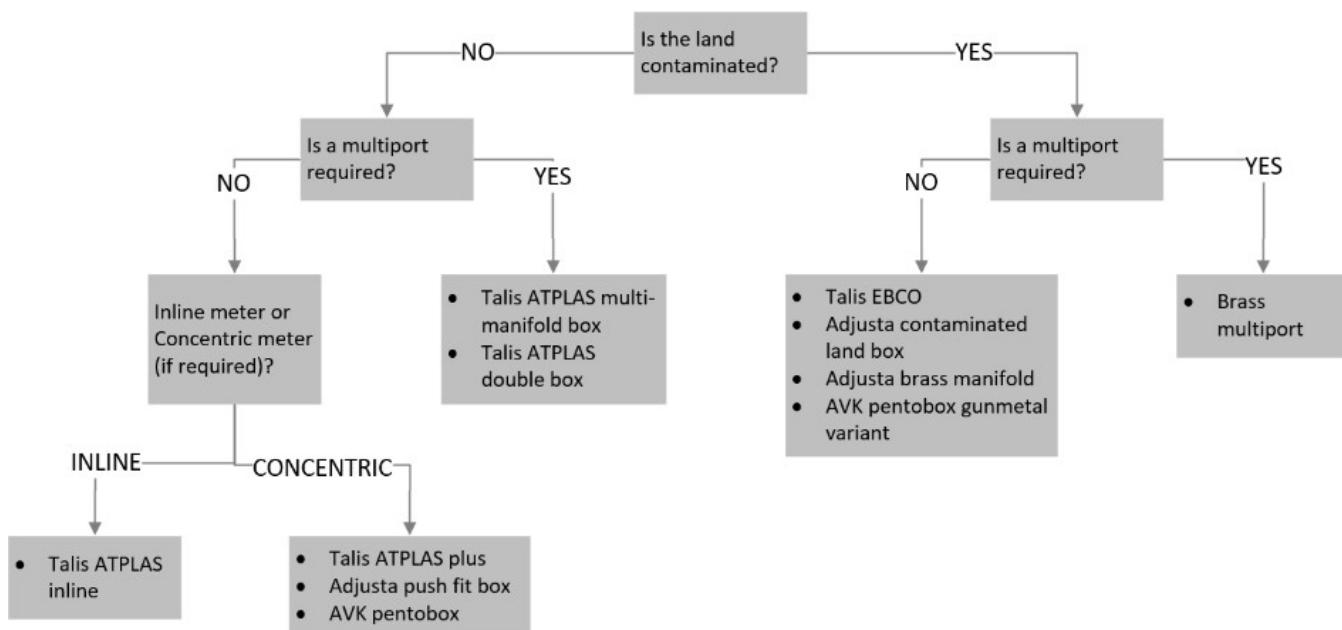 Is the land
contaminated?
NO
YES
Is a multiport
required?
Is a multiport
required?
NO
YES
NO
YES
Inline meter or
Concentric meter
(if required)?
● Talis ATPLAS multi-
manifold box
● Talis ATPLAS
double box
● Talis EBCO
● Adjusta contaminated
land box
● Adjusta brass manifold
● AVK pentobox gunmetal
variant
● Brass
multiport
INLINE
CONCENTRIC
● Talis ATPLAS
inline
● Talis ATPLAS plus
● Adjusta push fit box
● AVK pentobox